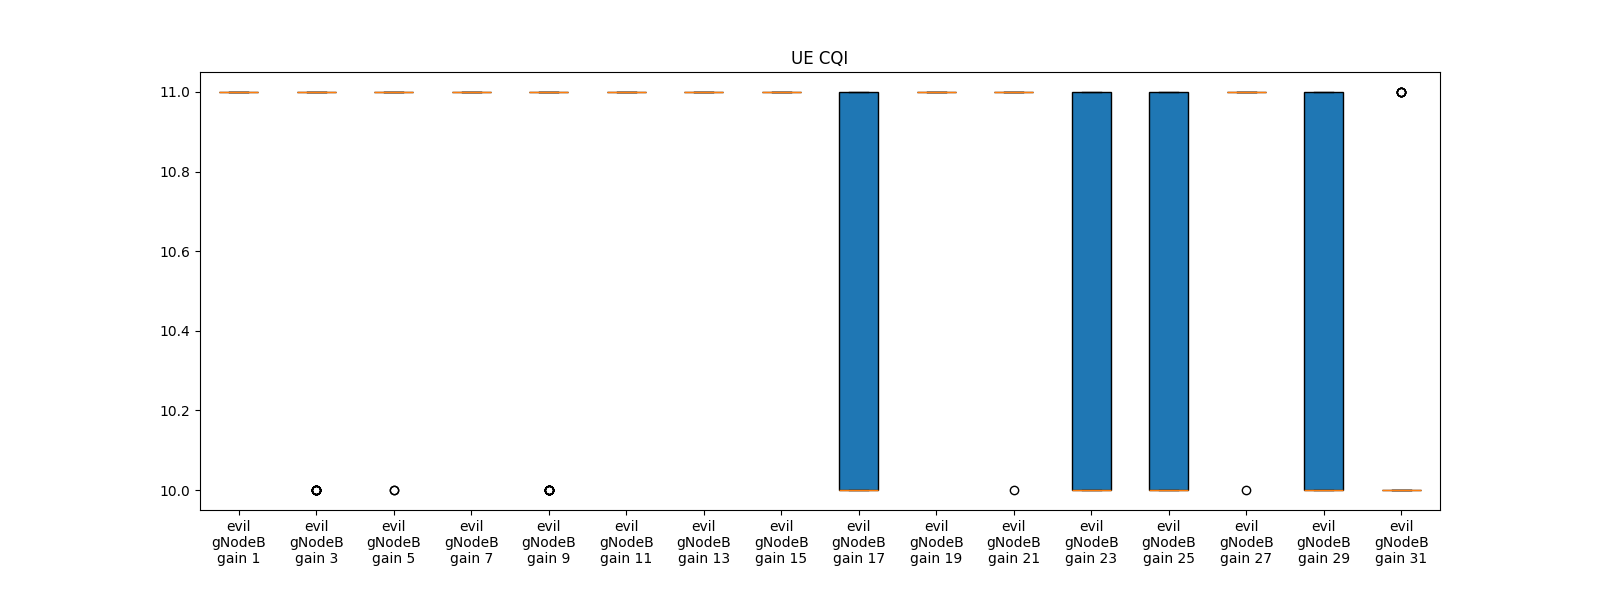 UE CQI
11.0
10.8
10.6
10.4
10.2
10.0
evil
gNodeB
gain 1
evil
gNodeB
gain 3
evil
gNodeB
gain 5
evil
gNodeB
gain 7
evil
gNodeB
gain 9
evil
gNodeB
gain 11
evil
gNodeB
gain 13
evil
gNodeB
gain 15
evil
gNodeB
gain 17
evil
gNodeB
gain 19
evil
gNodeB
gain 21
evil
gNodeB
gain 23
evil
gNodeB
gain 25
evil
gNodeB
gain 27
evil
gNodeB
gain 29
evil
gNodeB
gain 31